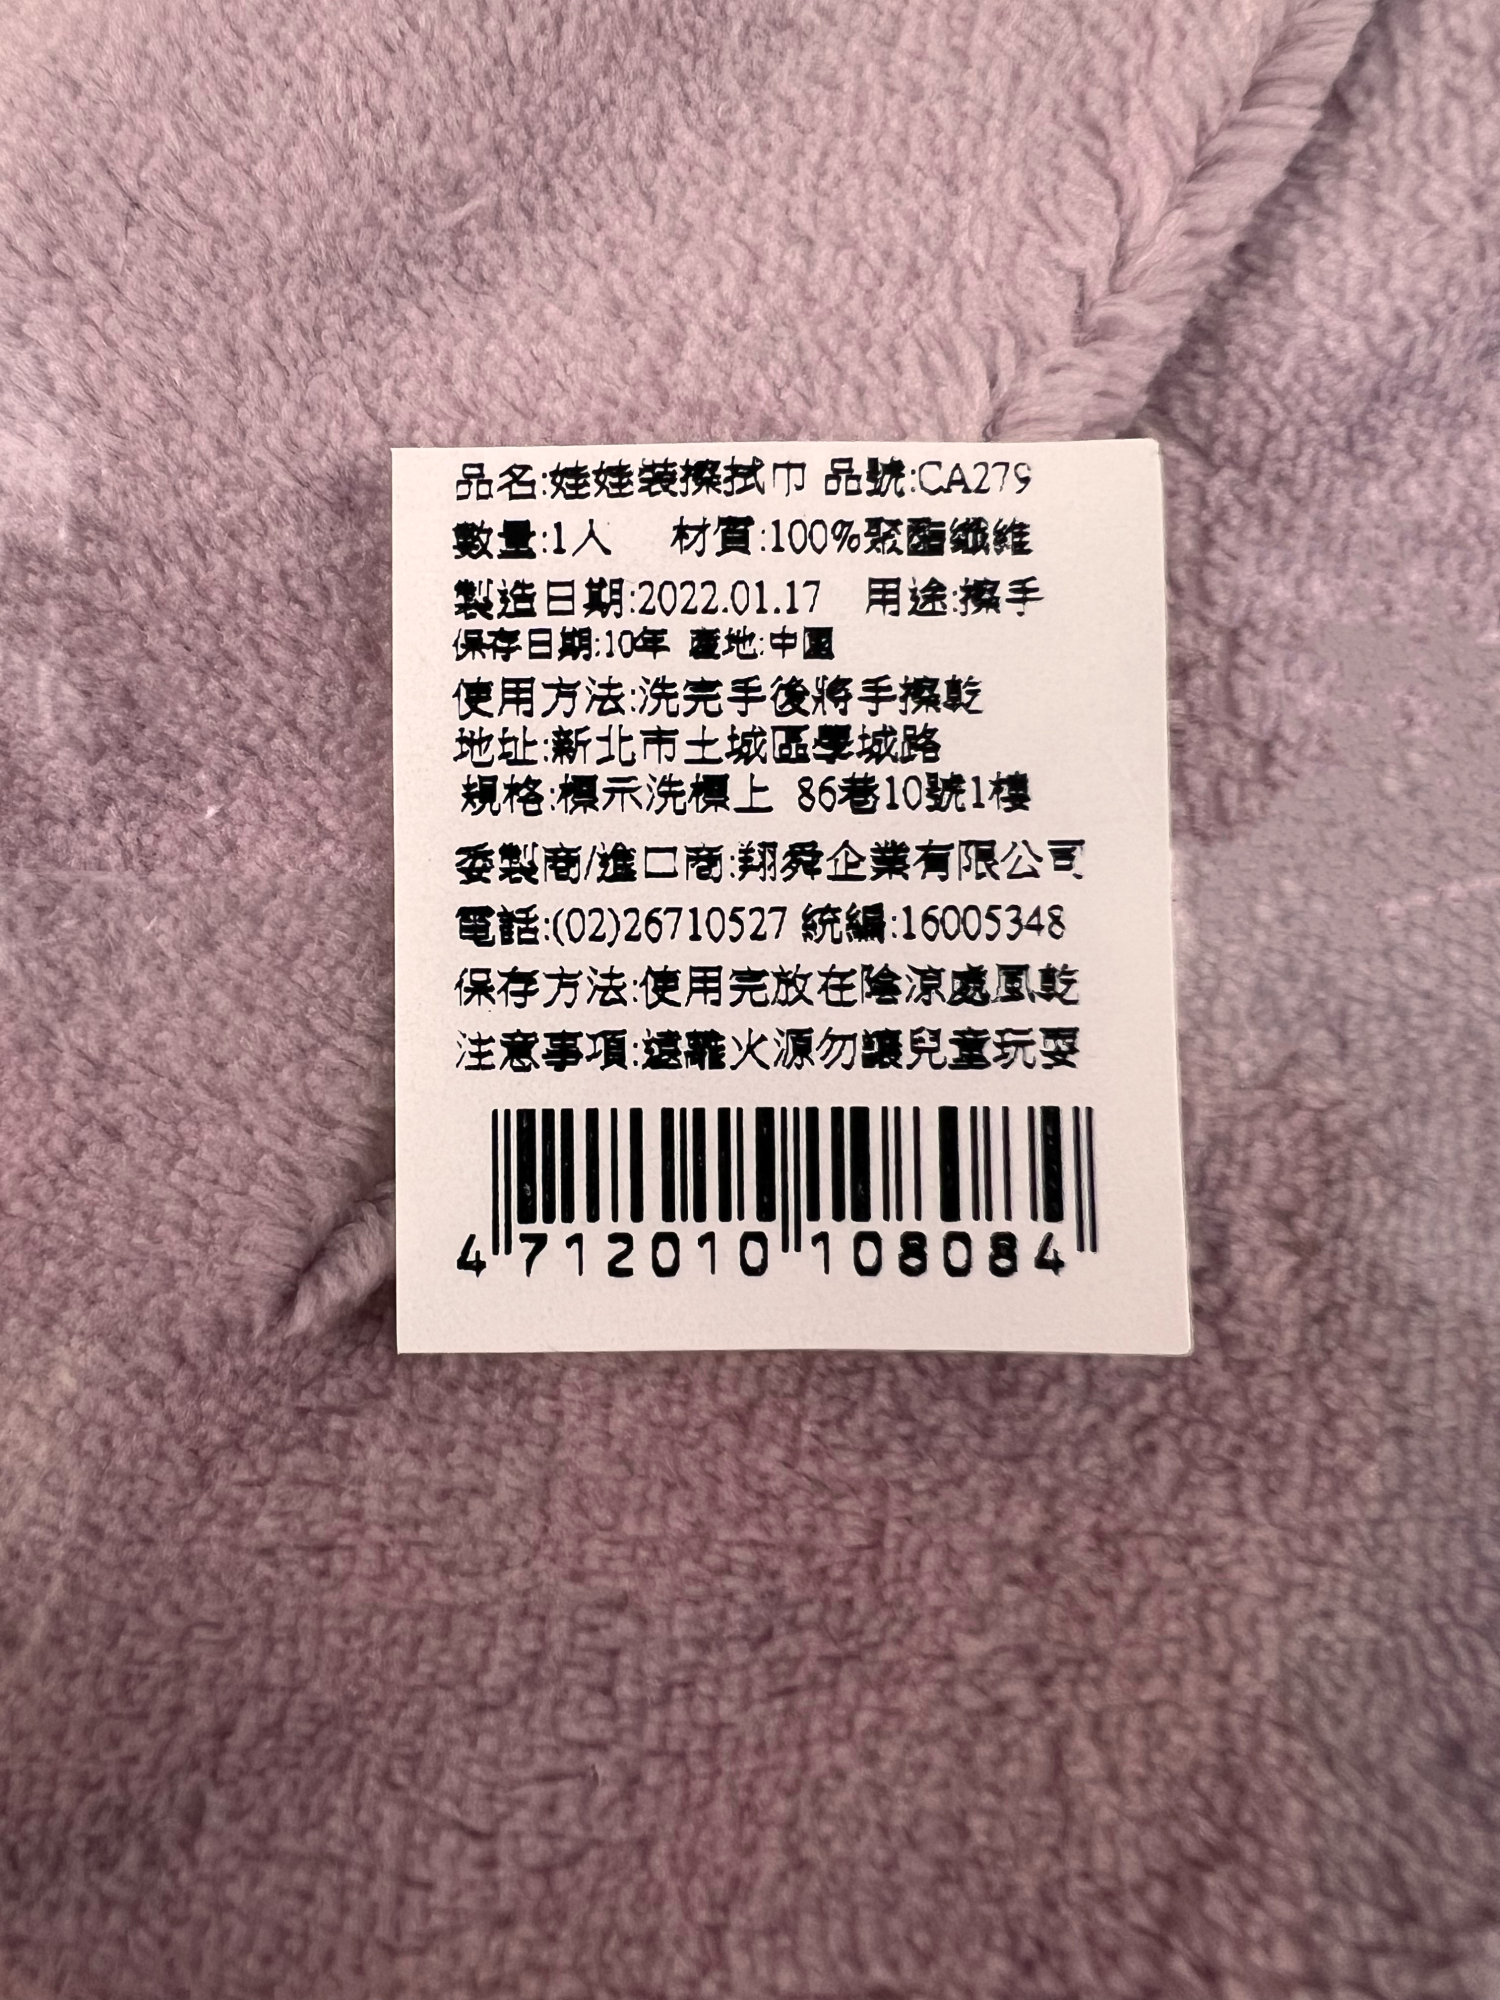 品名:娃娃裝擦拭巾 品號:CA279
數量:1入 材質:100%聚酯纖維
製造日期:2022.01.17 用途:擦手
保存日期:10年 產地:中國
使用方法:洗完手後將手擦乾
地址:新北市土城區學城路
規格:標示洗標上 86巷10號1樓
委製商/進口商:翔舜企業有限公司
電話:(02)26710527 統編:16005348
保存方法:使用完放在陰涼處風乾
注意事項:遠離火源勿讓兒童玩耍
4 712010 108084